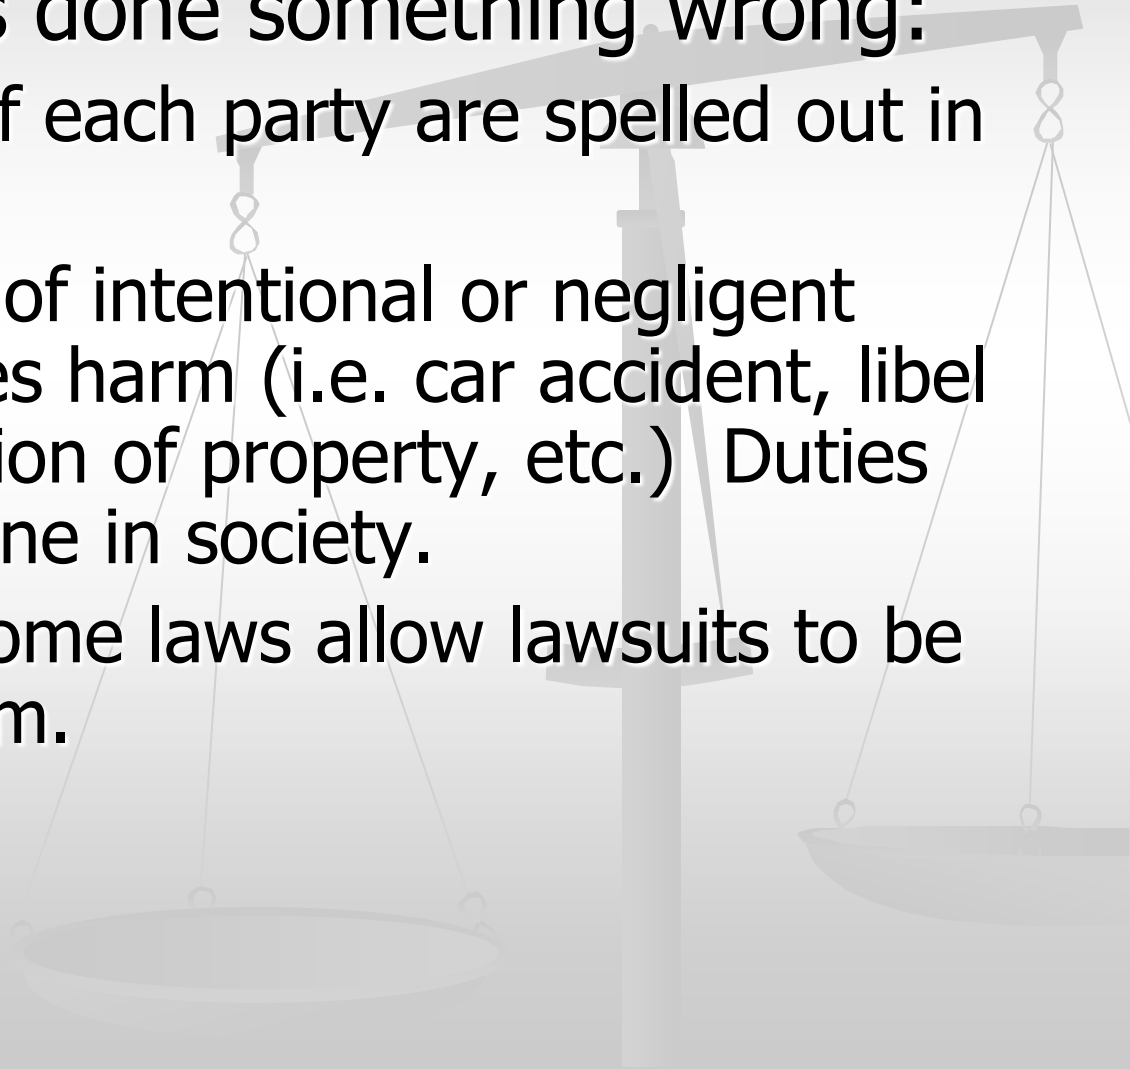 s done something wrong:
f each party are spelled out in
of intentional or negligent
es harm (i.e. car accident, libel
ion of property, etc.) Duties
ne in society.
ome laws allow lawsuits to be
m.